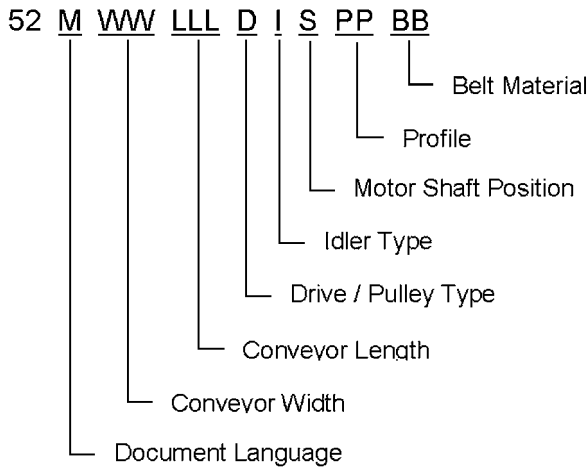 52 M WW LLL D I S PP BB
Belt Material
Profile
Motor Shaft Position
Idler Type
Drive / Pulley Type
Conveyor Length
Conveyor Width
Document Language